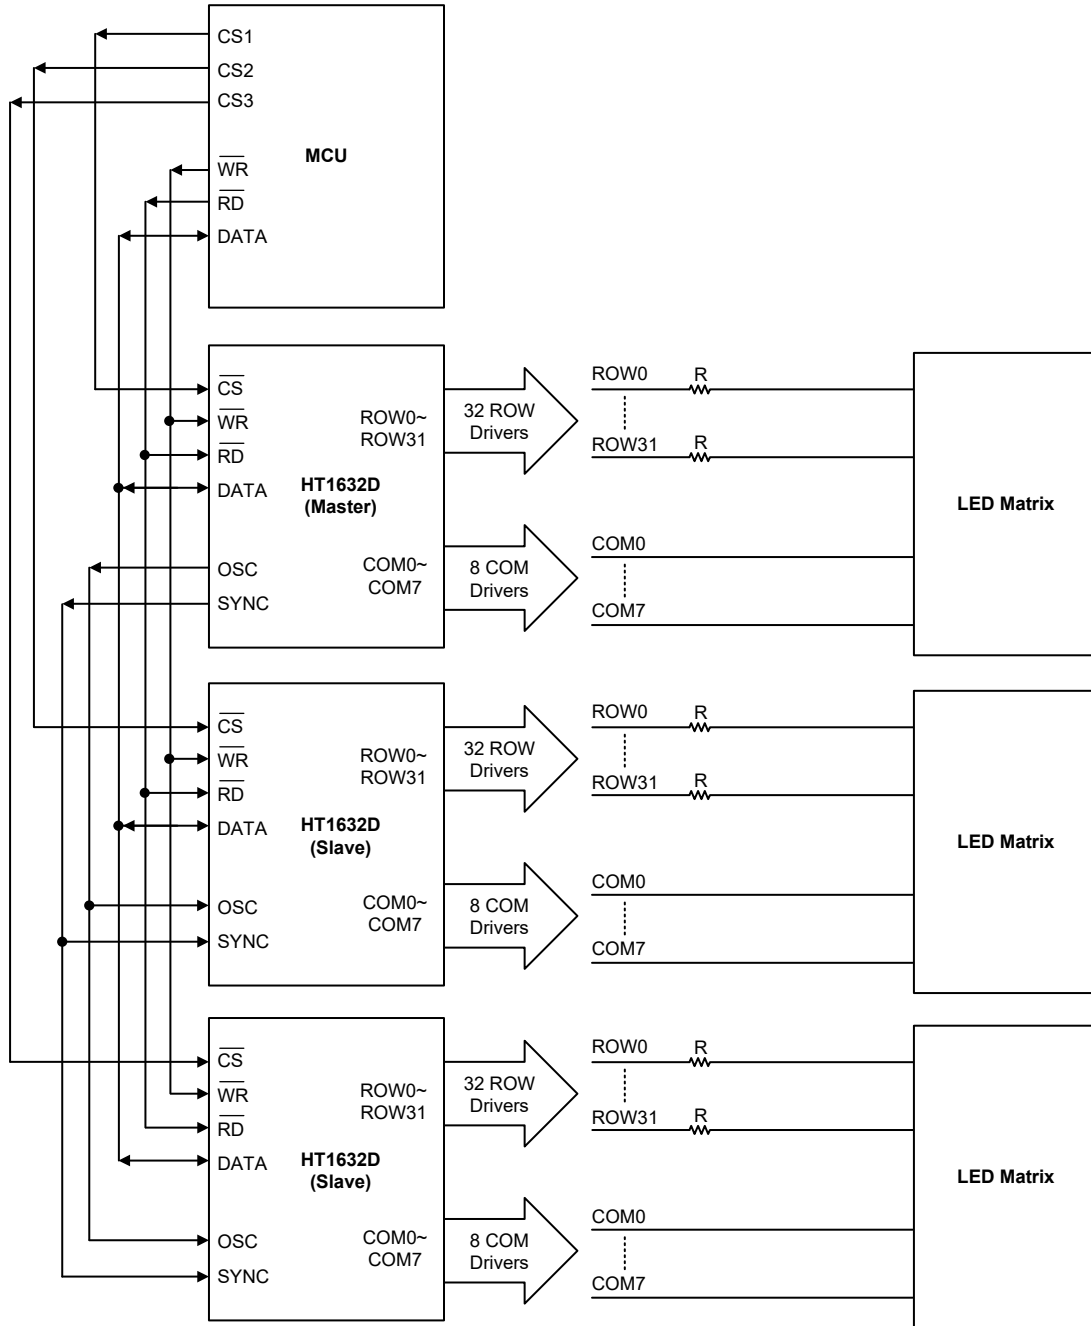 CS1
CS2
CS3
WR
RD
DATA
MCU
CS
WR
RD
DATA
OSC
SYNC
HT1632D
(Master)
ROW0~
ROW31
COM0~
COM7
32 ROW
Drivers
8 COM
Drivers
ROW0
R
ROW31
R
COM0
COM7
LED Matrix
CS
WR
RD
DATA
OSC
SYNC
HT1632D
(Slave)
ROW0~
ROW31
COM0~
COM7
32 ROW
Drivers
8 COM
Drivers
ROW0
R
ROW31
R
COM0
COM7
LED Matrix
CS
WR
RD
DATA
OSC
SYNC
HT1632D
(Slave)
ROW0~
ROW31
COM0~
COM7
32 ROW
Drivers
8 COM
Drivers
ROW0
R
ROW31
R
COM0
COM7
LED Matrix